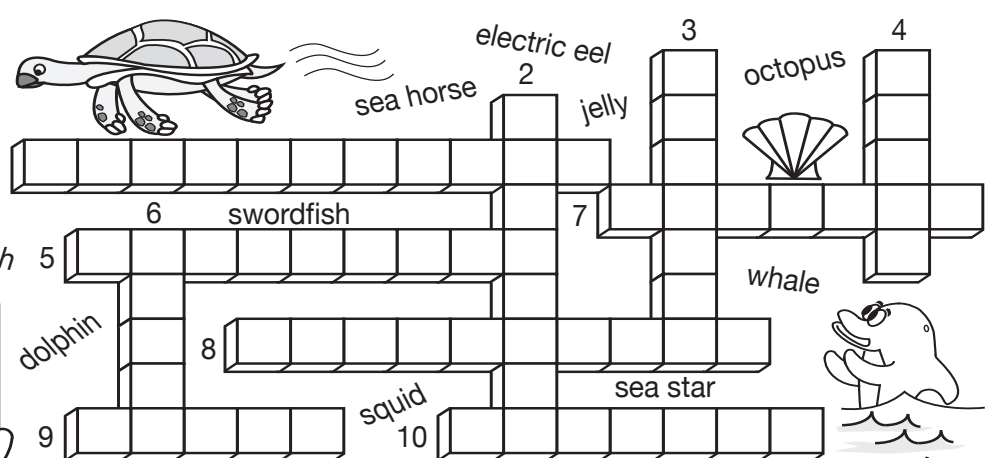 3
4
electric eel
octopus
2
sea horse
jelly
6
swordfish
7
h
5
whale
dolphin
8
sea star
squid
9
10